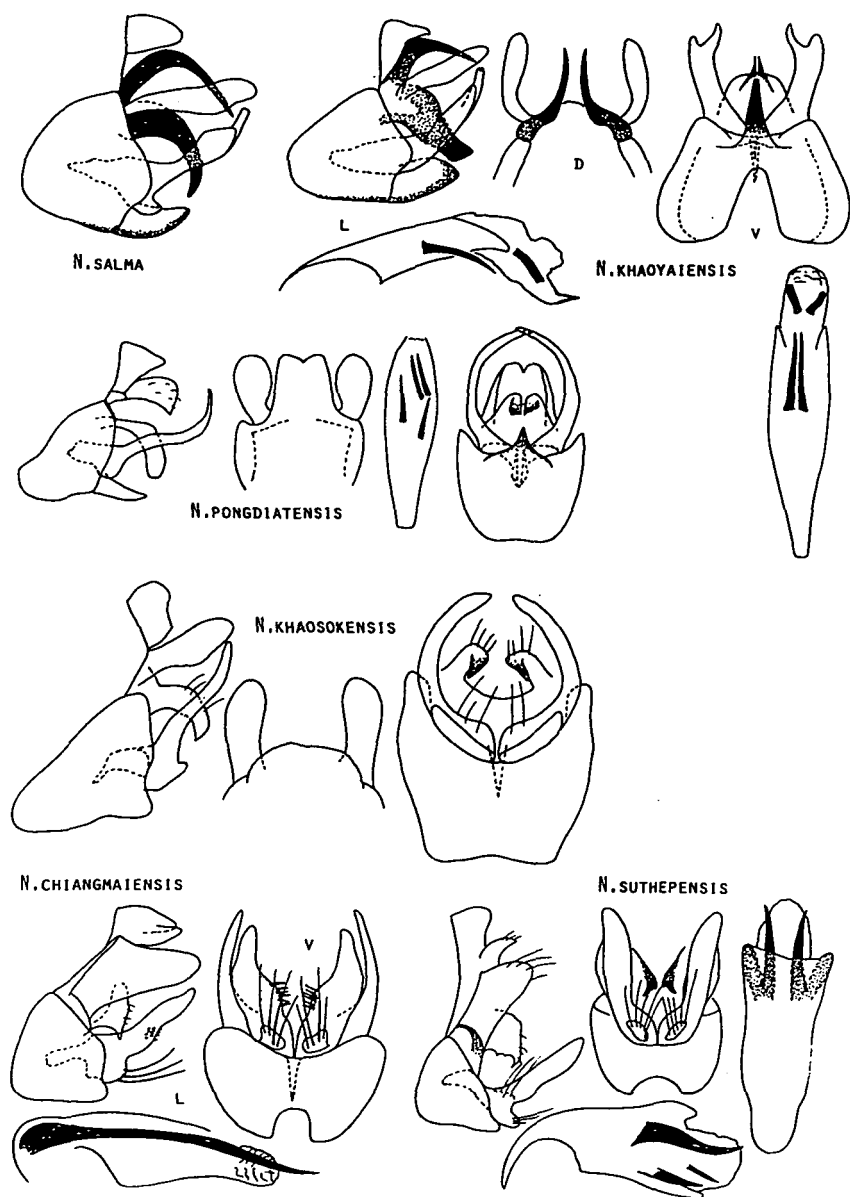 L
D
V
N.SALMA
N.KHAOYAIENSIS
N.PONGDIATENSIS
N.KHAOSOKENSIS
N.CHIANGMAIENSIS
N.SUTHEPENSIS
V
L